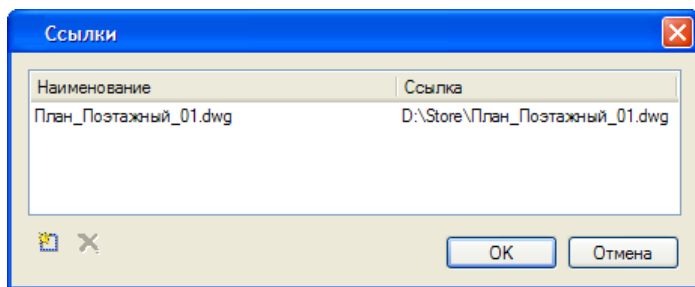 Ссылки
Наименование Ссылка
План_Поэтажный_01.dwg D:\Store\План_Поэтажный_01.dwg
OK Отмена